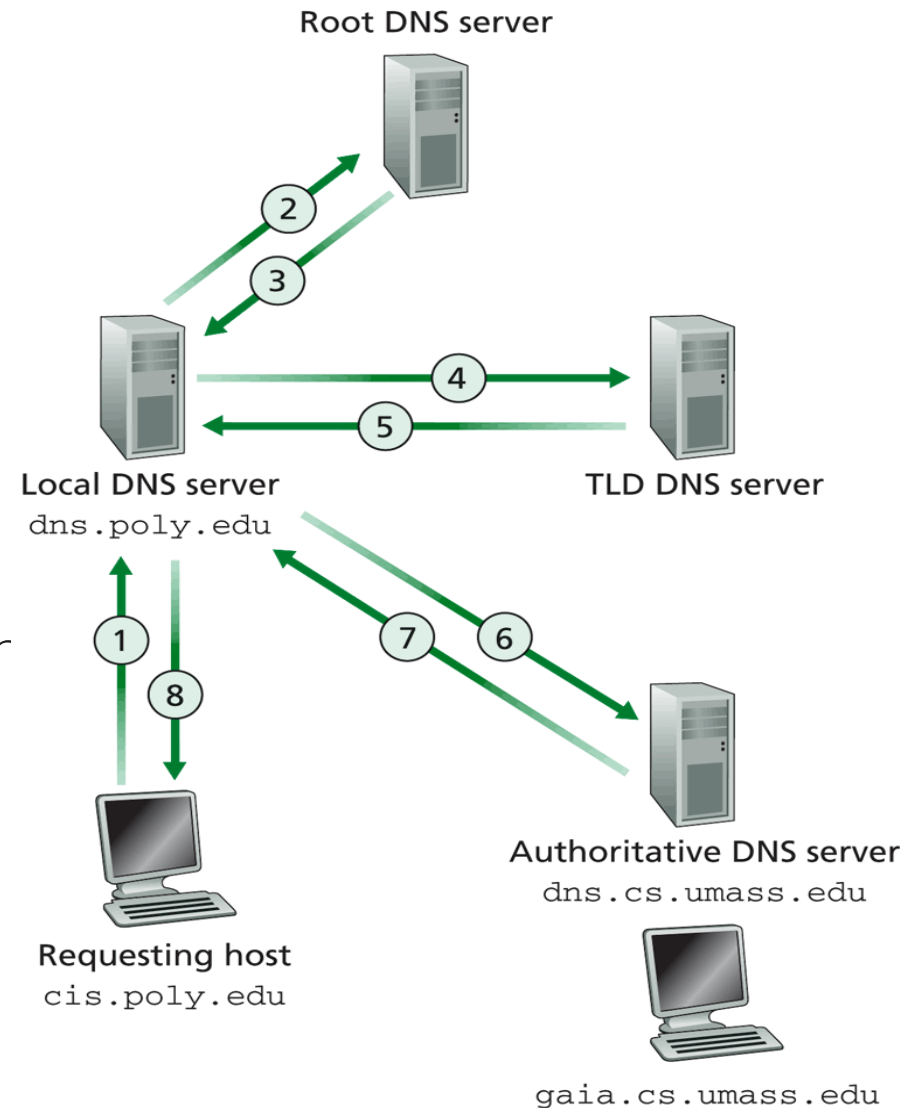 Root DNS server
2
3
4
5
Local DNS server
dns.poly.edu
TLD DNS server
1
8
7
6
Authoritative DNS server
dns.cs.umass.edu
Requesting host
cis.poly.edu
gaia.cs.umass.edu